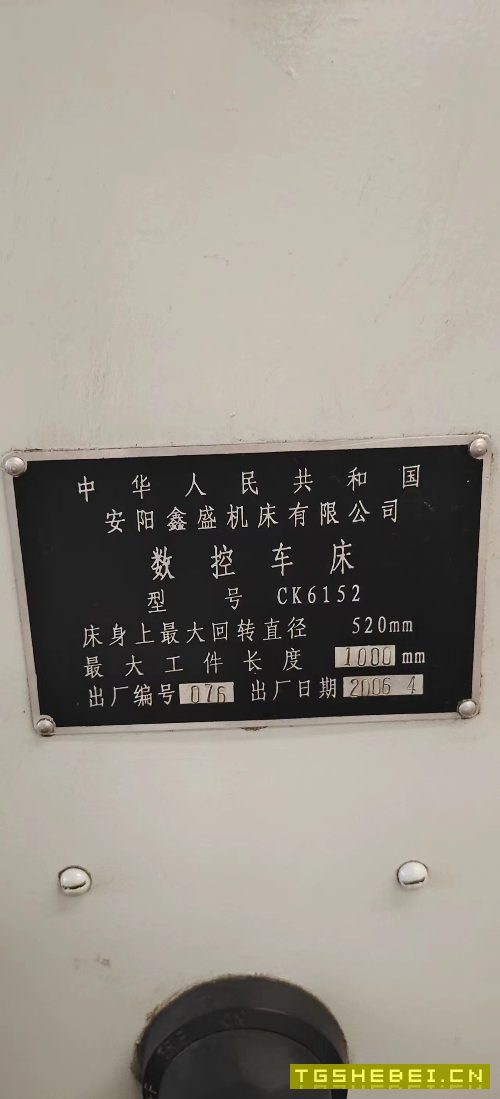 中华人民共和国
安阳鑫盛机床有限公司
数控车床
型号 CK6152
床身上最大回转直径 520mm
最大工件长度 1000mm
出厂编号 076 出厂日期 2006 4
TGSHEBEI.CN